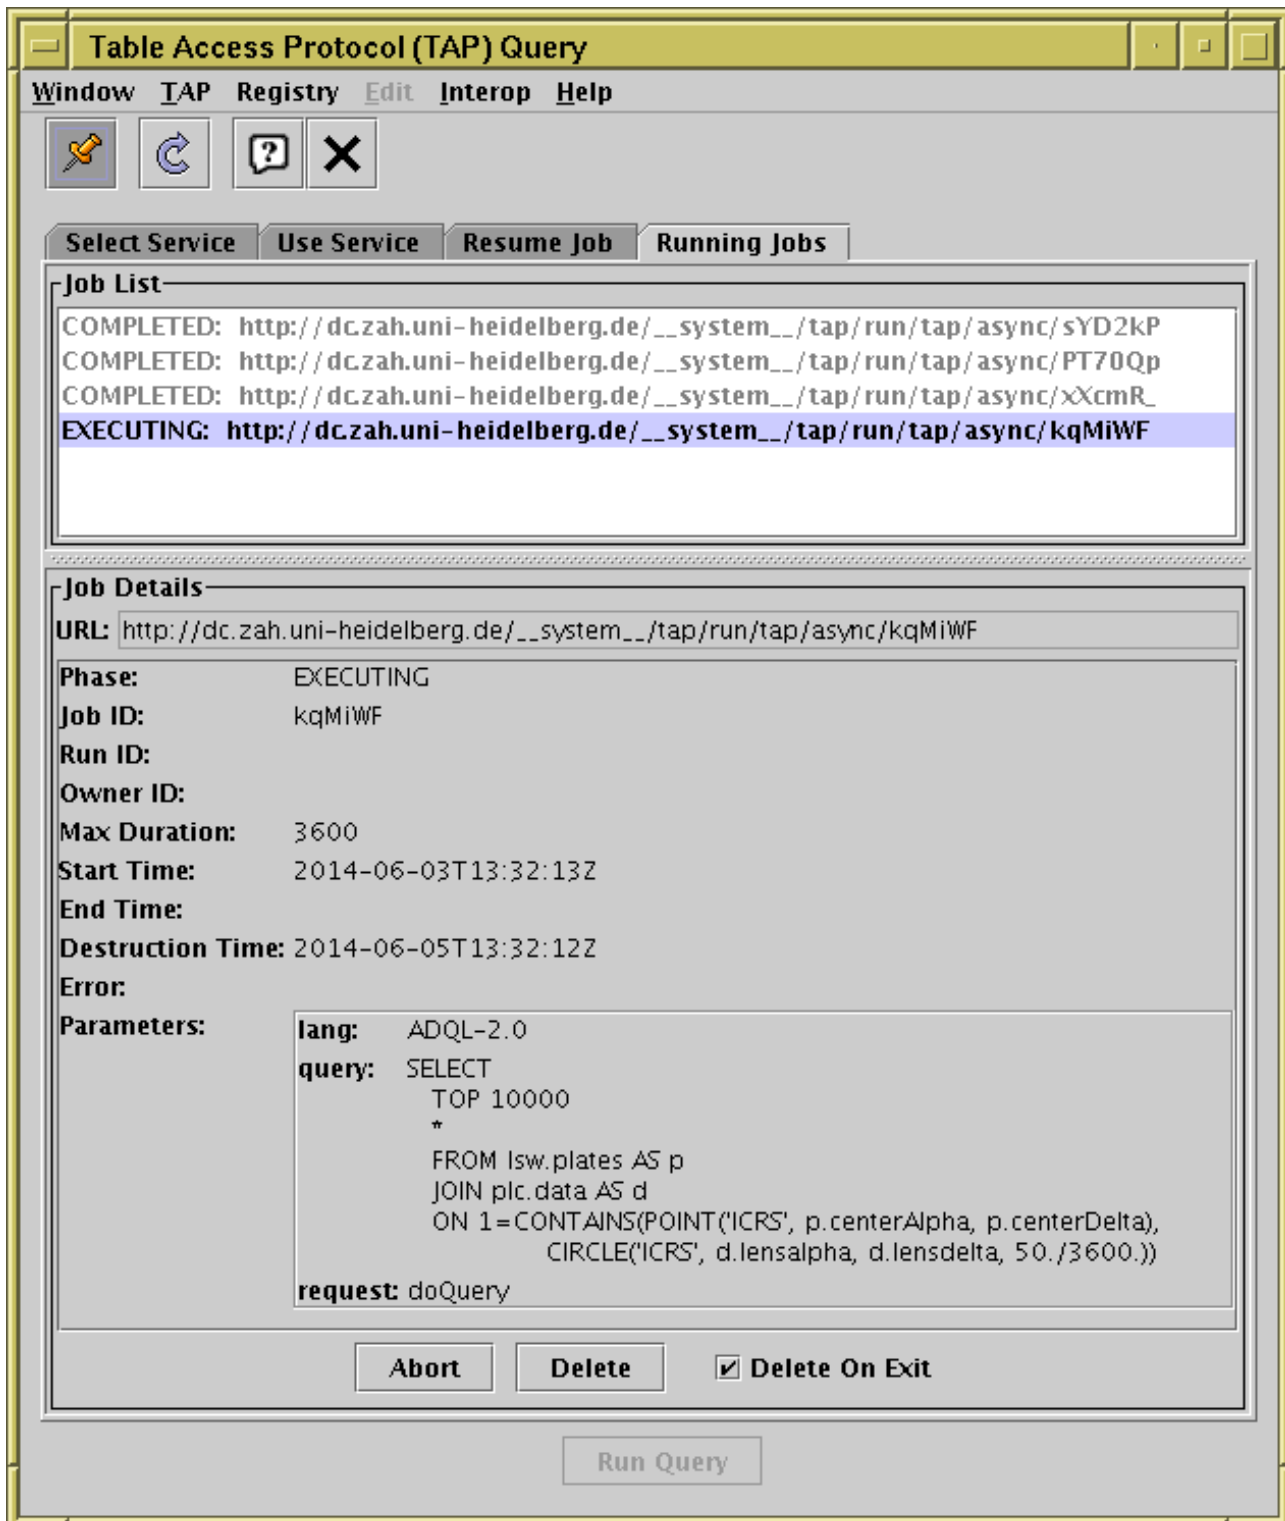 Table Access Protocol (TAP) Query
Window TAP Registry Edit Interop Help
Select Service Use Service Resume Job Running Jobs
Job List
COMPLETED: http://dc.zah.uni-heidelberg.de/__system__/tap/run/tap/async/sYD2kP
COMPLETED: http://dc.zah.uni-heidelberg.de/__system__/tap/run/tap/async/PT70Qp
COMPLETED: http://dc.zah.uni-heidelberg.de/__system__/tap/run/tap/async/xXcmR_
EXECUTING: http://dc.zah.uni-heidelberg.de/__system__/tap/run/tap/async/kqMiWF
Job Details
URL: http://dc.zah.uni-heidelberg.de/__system__/tap/run/tap/async/kqMiWF
Phase: EXECUTING
Job ID: kqMiWF
Run ID:
Owner ID:
Max Duration: 3600
Start Time: 2014-06-03T13:32:13Z
End Time:
Destruction Time: 2014-06-05T13:32:12Z
Error:
Parameters: lang: ADQL-2.0
query: SELECT
TOP 10000
*
FROM lsw.plates AS p
JOIN plc.data AS d
ON 1=CONTAINS(POINT('ICRS', p.centerAlpha, p.centerDelta),
CIRCLE('ICRS', d.lensalpha, d.lensdelta, 50./3600.))
request: doQuery
Abort Delete Delete On Exit
Run Query